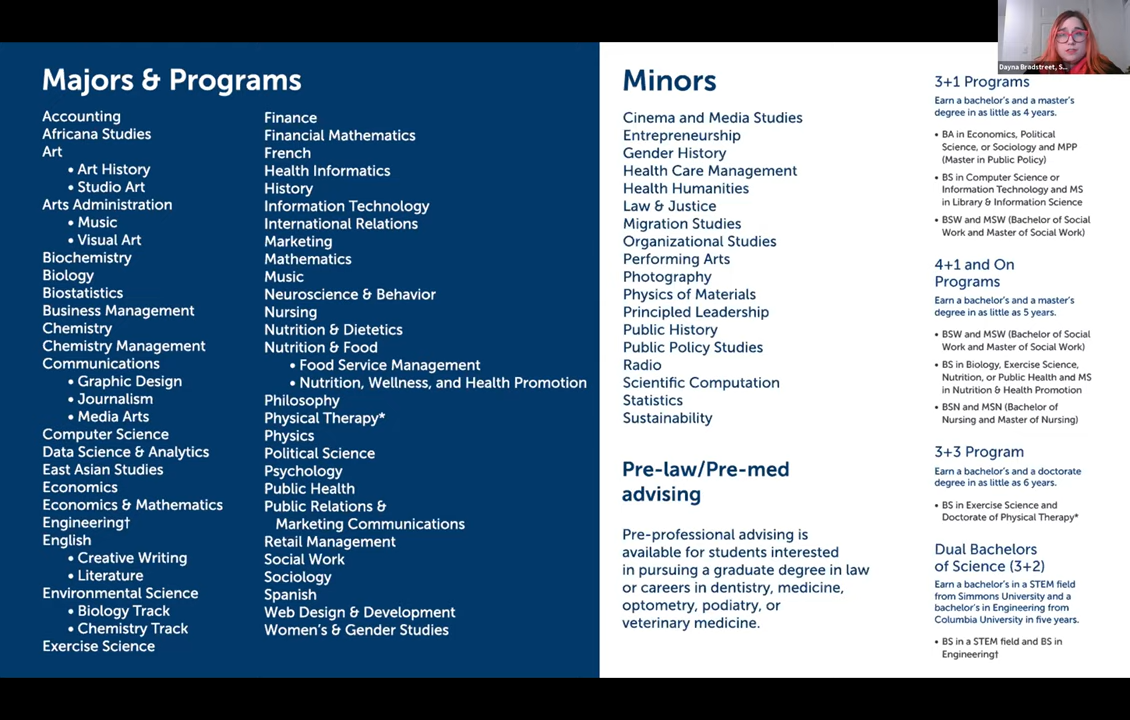 Majors & Programs
Accounting
Africana Studies
Art
• Art History
• Studio Art
Arts Administration
• Music
• Visual Art
Biochemistry
Biology
Biostatistics
Business Management
Chemistry
Chemistry Management
Communications
• Graphic Design
• Journalism
• Media Arts
Computer Science
Data Science & Analytics
East Asian Studies
Economics
Economics & Mathematics
Engineering†
English
• Creative Writing
• Literature
Environmental Science
• Biology Track
• Chemistry Track
Exercise Science
Finance
Financial Mathematics
French
Health Informatics
History
Information Technology
International Relations
Marketing
Mathematics
Music
Neuroscience & Behavior
Nursing
Nutrition & Dietetics
Nutrition & Food
• Food Service Management
• Nutrition, Wellness, and Health Promotion
Philosophy
Physical Therapy*
Physics
Political Science
Psychology
Public Health
Public Relations &
Marketing Communications
Retail Management
Social Work
Sociology
Spanish
Web Design & Development
Women's & Gender Studies
Minors
Cinema and Media Studies
Entrepreneurship
Gender History
Health Care Management
Health Humanities
Law & Justice
Migration Studies
Organizational Studies
Performing Arts
Photography
Physics of Materials
Principled Leadership
Public History
Public Policy Studies
Radio
Scientific Computation
Statistics
Sustainability
Pre-law/Pre-med
advising
Pre-professional advising is
available for students interested
in pursuing a graduate degree in law
or careers in dentistry, medicine,
optometry, podiatry, or
veterinary medicine.
Dayna Bradstreet, S...
3+1 Programs
Earn a bachelor's and a master's
degree in as little as 4 years.
• BA in Economics, Political
Science, or Sociology and MPP
(Master in Public Policy)
• BS in Computer Science or
Information Technology and MS
in Library & Information Science
• BSW and MSW (Bachelor of Social
Work and Master of Social Work)
4+1 and On
Programs
Earn a bachelor's and a master's
degree in as little as 5 years.
• BSW and MSW (Bachelor of Social
Work and Master of Social Work)
• BS in Biology, Exercise Science,
Nutrition, or Public Health and MS
in Nutrition & Health Promotion
• BSN and MSN (Bachelor of
Nursing and Master of Nursing)
3+3 Program
Earn a bachelor's and a doctorate
degree in as little as 6 years.
• BS in Exercise Science and
Doctorate of Physical Therapy*
Dual Bachelors
of Science (3+2)
Earn a bachelor's in a STEM field
from Simmons University and a
bachelor's in Engineering from
Columbia University in five years.
• BS in a STEM field and BS in
Engineering†